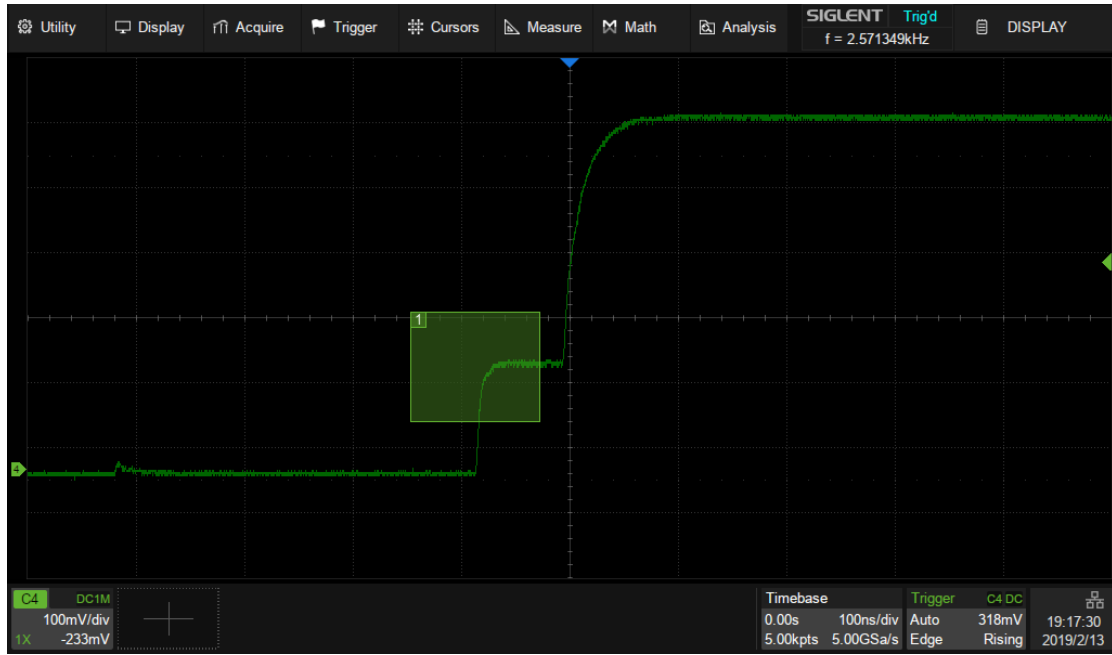 Utility Display Acquire Trigger Cursors Measure Math Analysis SIGLENT Trig'd DISPLAY
f = 2.571349kHz
1
4
C4 DC1M Timebase Trigger C4 DC
100mV/div 0.00s 100ns/div Auto 318mV 19:17:30
1X -233mV 5.00kpts 5.00GSa/s Edge Rising 2019/2/13